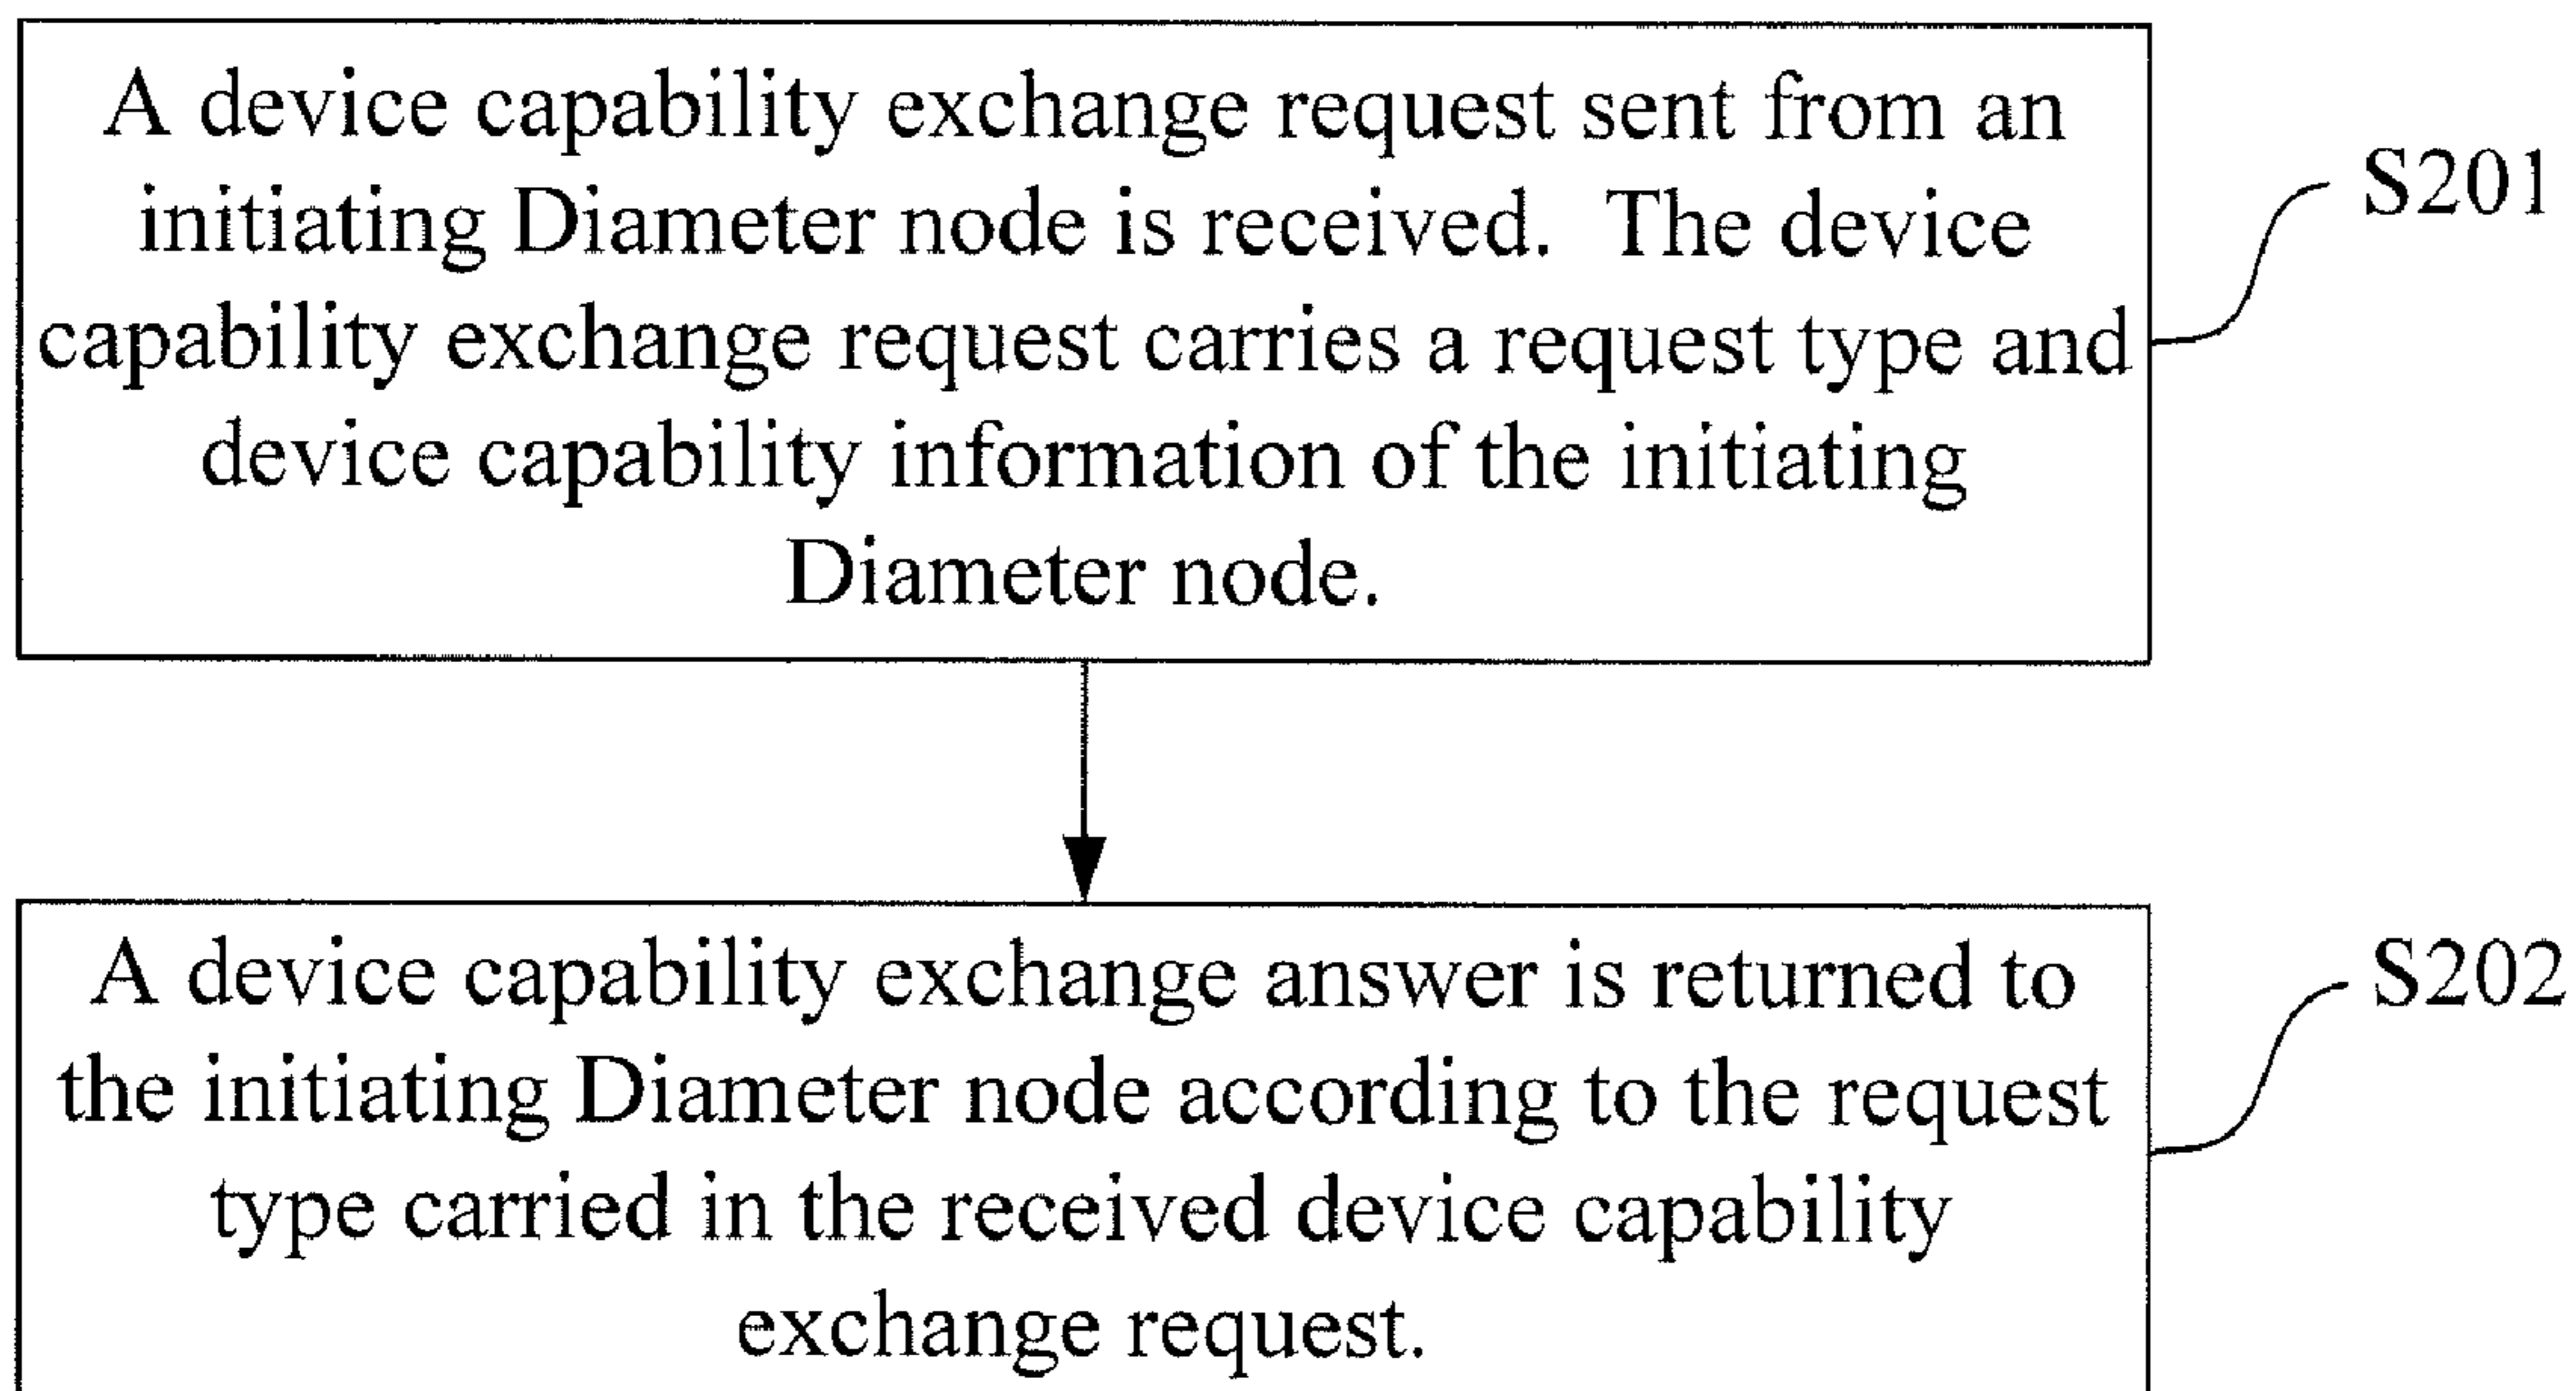 A device capability exchange request sent from an
initiating Diameter node is received. The device
capability exchange request carries a request type and
device capability information of the initiating
Diameter node.
S201
A device capability exchange answer is returned to
the initiating Diameter node according to the request
type carried in the received device capability
exchange request.
S202